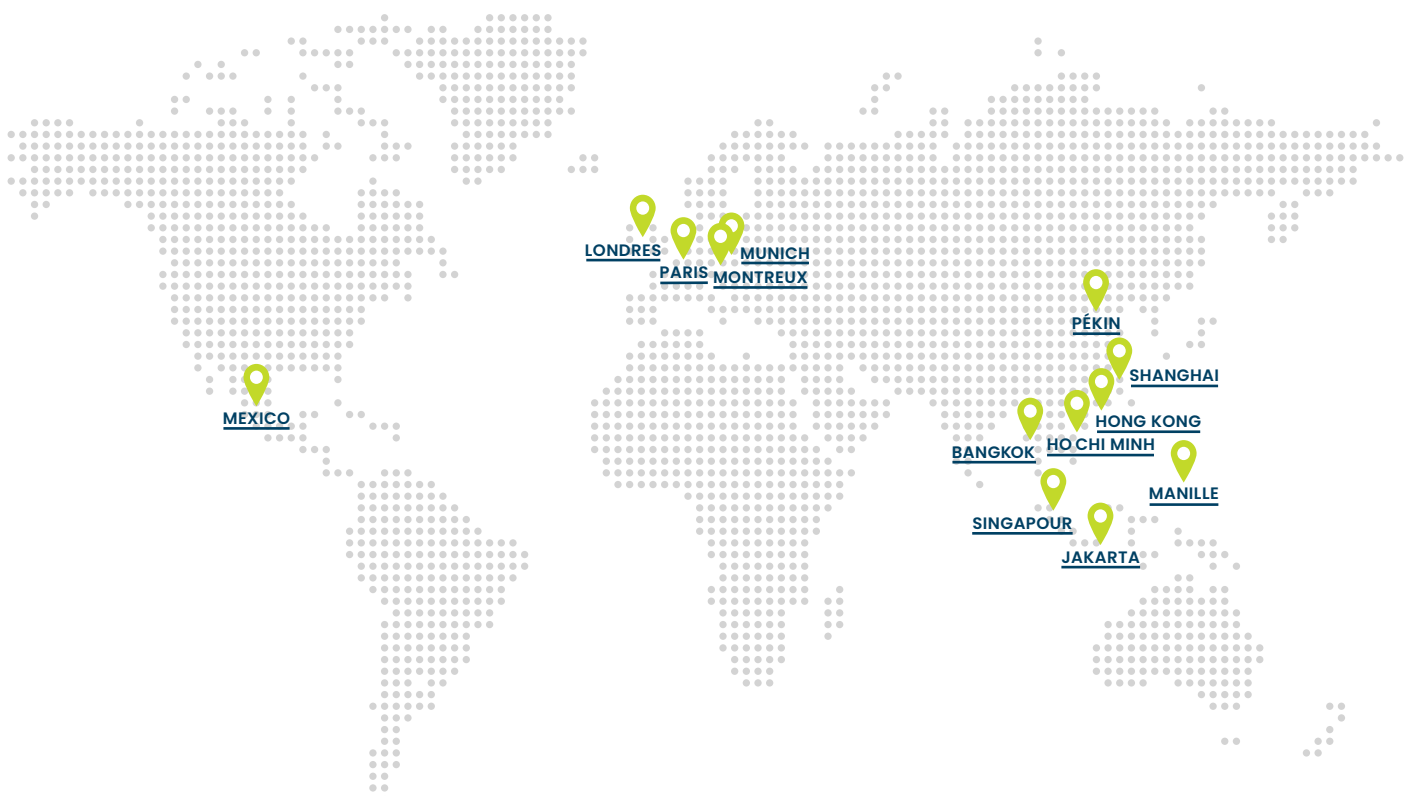 LONDRES
MUNICH
PARIS
MONTREUX
PÉKIN
SHANGHAI
MEXICO
HONG KONG
HO CHI MINH
BANGKOK
MANILLE
SINGAPOUR
JAKARTA